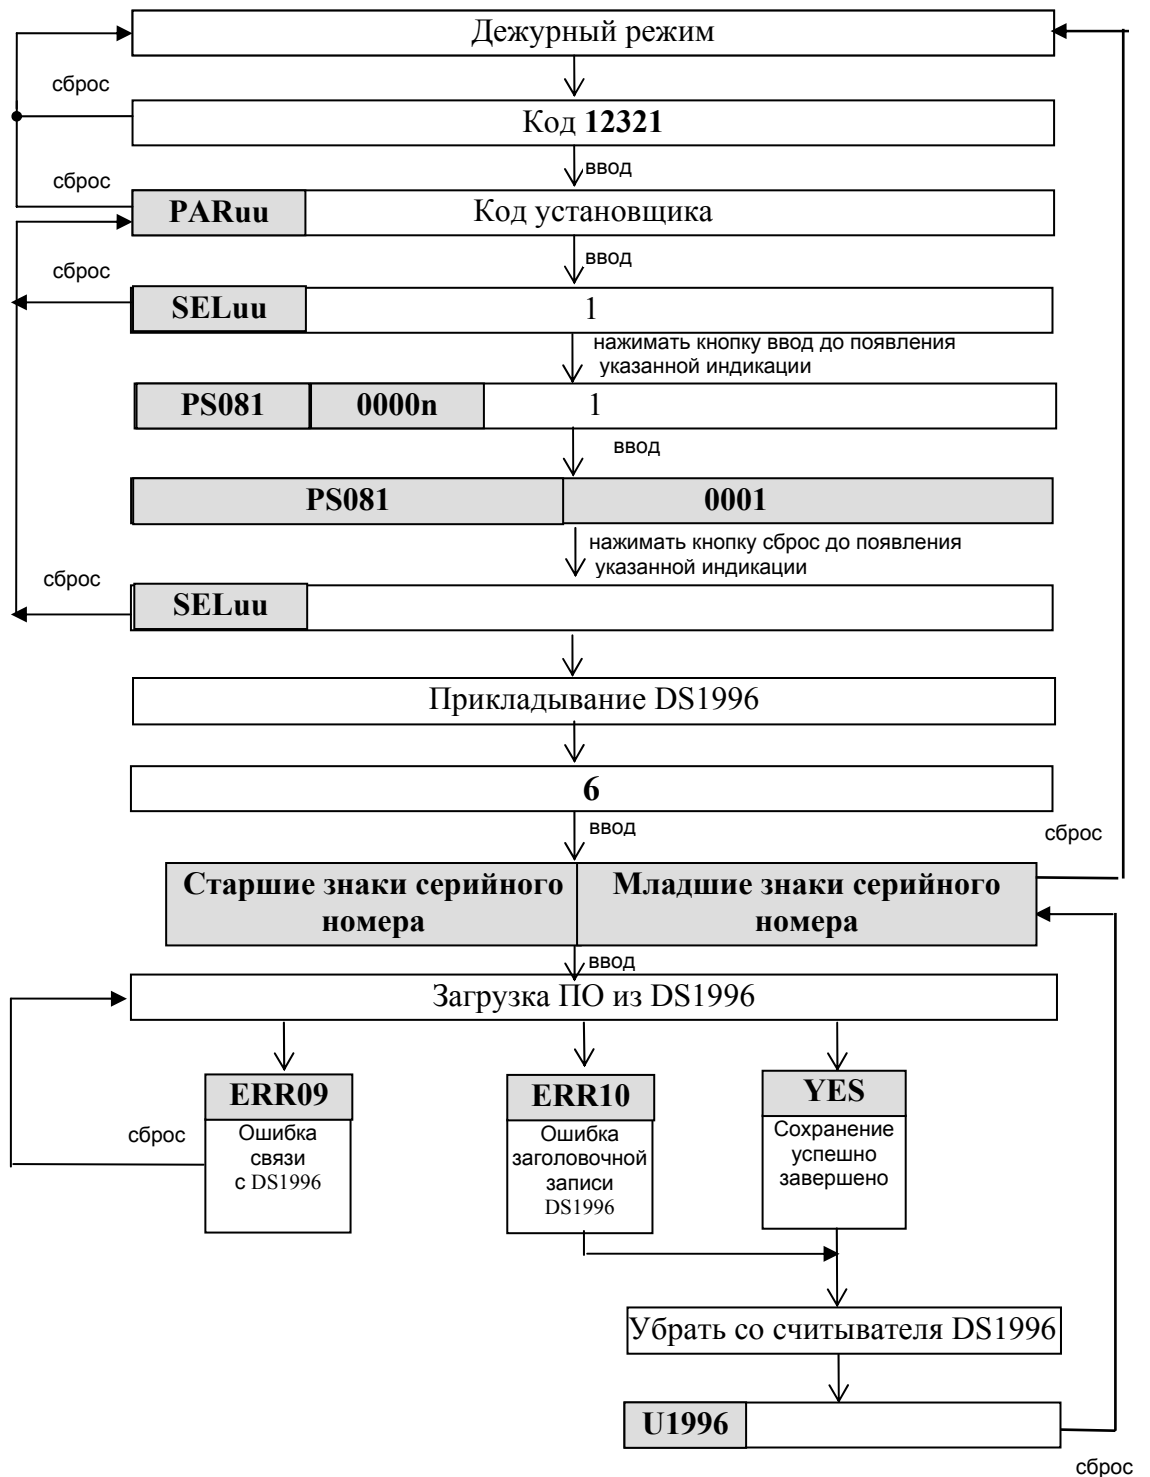 Дежурный режим
сброс
Код 12321
ввод
сброс
PARuu Код установщика
ввод
сброс
SELuu 1
нажимать кнопку ввод до появления
указанной индикации
PS081 0000n 1
ввод
PS081 0001
нажимать кнопку сброс до появления
указанной индикации
сброс
SELuu
Прикладывание DS1996
6
ввод
сброс
Старшие знаки серийного
номера
Младшие знаки серийного
номера
ввод
Загрузка ПО из DS1996
ERR09
Ошибка
связи
с DS1996
сброс
ERR10
Ошибка
заголовочной
записи
DS1996
YES
Сохранение
успешно
завершено
Убрать со считывателя DS1996
U1996
сброс